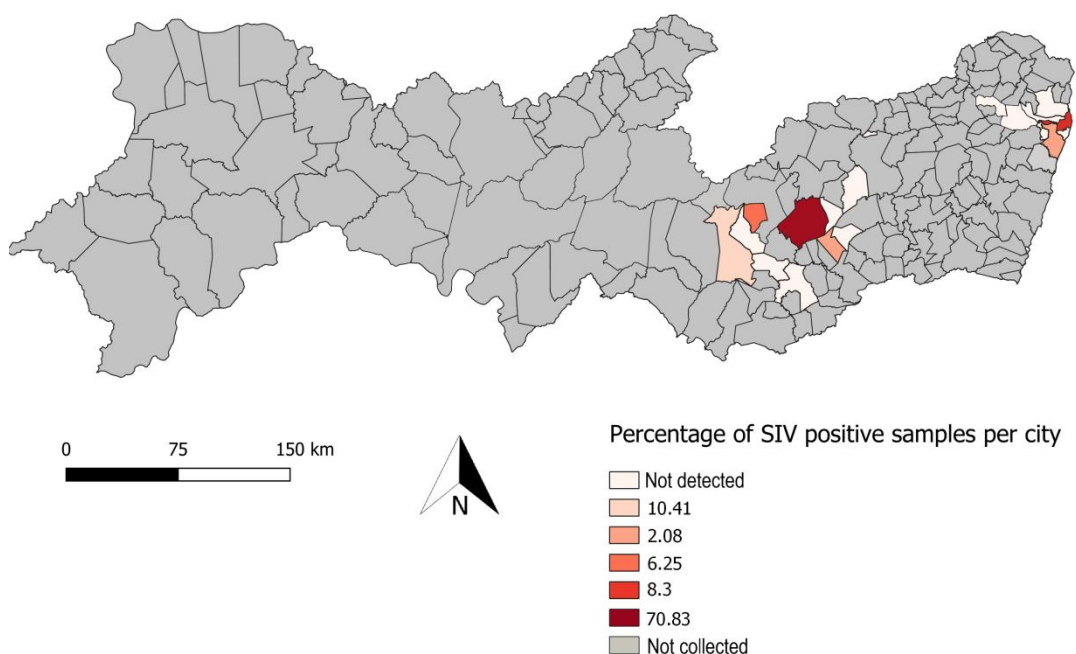 0 75 150 km
N
Percentage of SIV positive samples per city
Not detected
10.41
2.08
6.25
8.3
70.83
Not collected